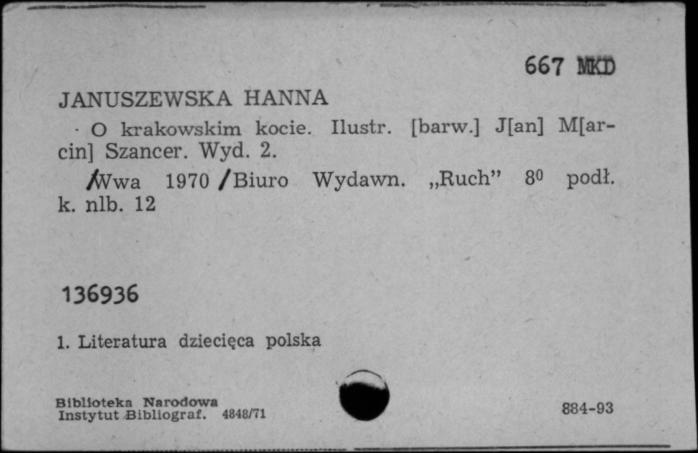 667 MKD
JANUSZEWSKA HANNA
O krakowskim kocie. Ilustr. [barw.] J[an] M[ar-
cin] Szancer. Wyd. 2.
/Wwa 1970 / Biuro Wydawn. „Ruch” 8⁰ podł.
k. nlb. 12
136936
1. Literatura dziecięca polska
Biblioteka Narodowa
Instytut Bibliograf. 4848/71
884-93